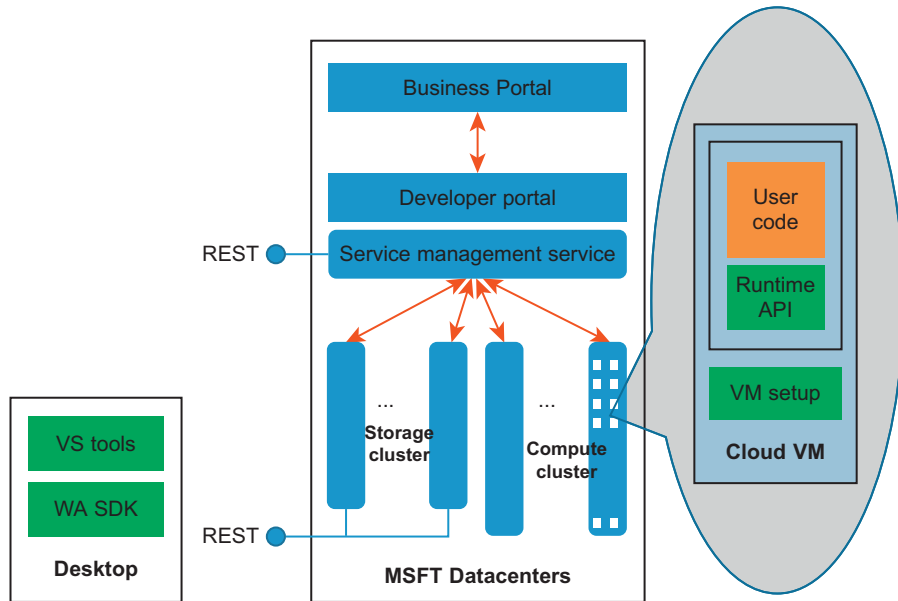 Business Portal
Developer portal
REST
Service management service
...
Storage
cluster
...
Compute
cluster
REST
MSFT Datacenters
VS tools
WA SDK
Desktop
User
code
Runtime
API
VM setup
Cloud VM